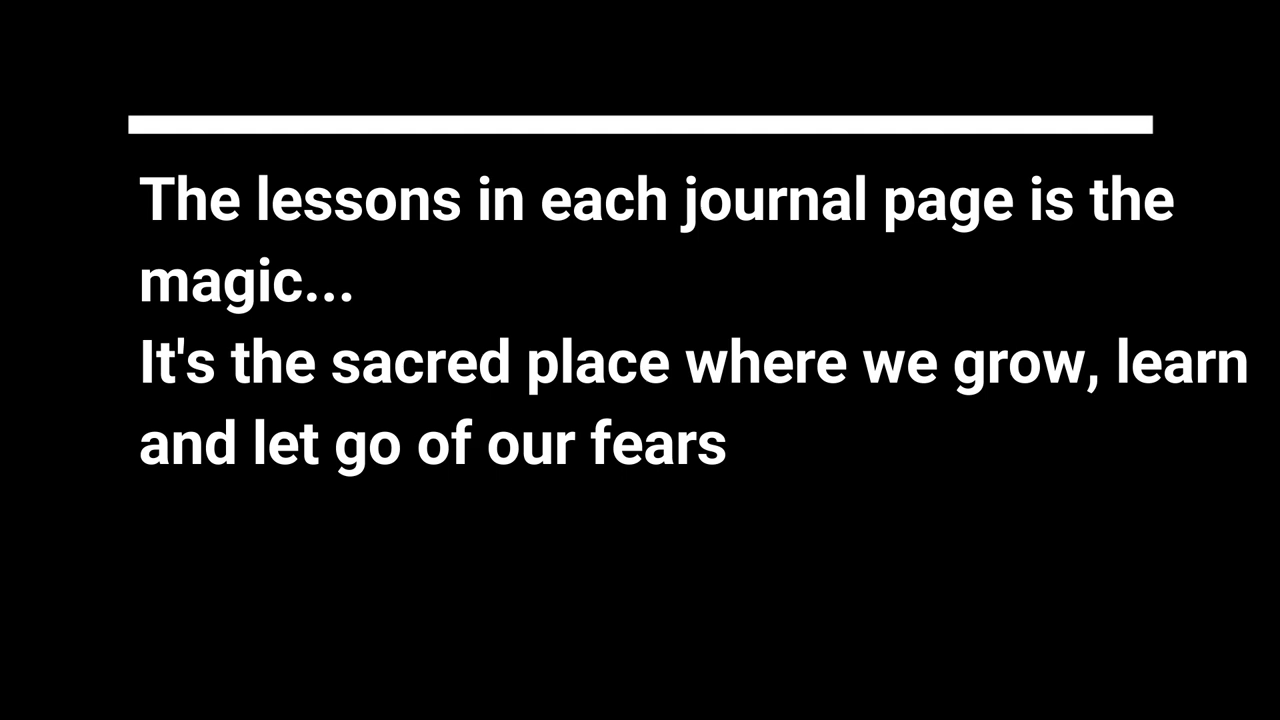 The lessons in each journal page is the
magic...
It's the sacred place where we grow, learn
and let go of our fears